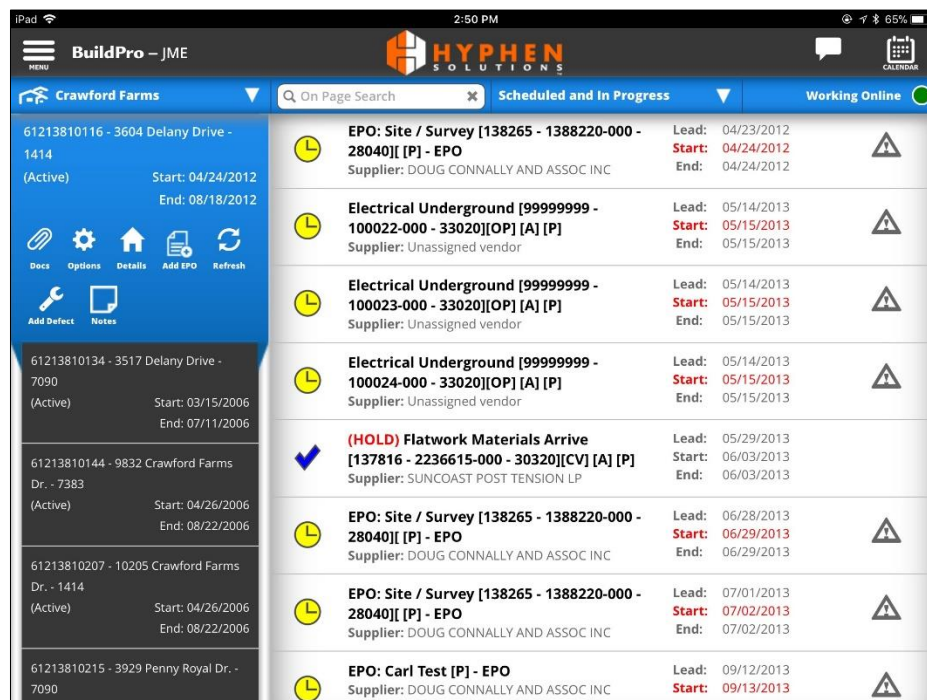 iPad
2:50 PM
65%
MENU
BuildPro – JME
HYPHEN
SOLUTIONS
CALENDAR
Crawford Farms
On Page Search
Scheduled and In Progress
Working Online
61213810116 - 3604 Delany Drive -
1414
(Active) Start: 04/24/2012
End: 08/18/2012
Docs Options Details Add EPO Refresh
Add Defect Notes
61213810134 - 3517 Delany Drive -
7090
(Active) Start: 03/15/2006
End: 07/11/2006
61213810144 - 9832 Crawford Farms
Dr. - 7383
(Active) Start: 04/26/2006
End: 08/22/2006
61213810207 - 10205 Crawford Farms
Dr. - 1414
(Active) Start: 04/26/2006
End: 08/22/2006
61213810215 - 3929 Penny Royal Dr. -
7090
EPO: Site / Survey [138265 - 1388220-000 - Lead: 04/23/2012
28040][ [P] - EPO Start: 04/24/2012
Supplier: DOUG CONNALLY AND ASSOC INC End: 04/24/2012
Electrical Underground [99999999 - Lead: 05/14/2013
100022-000 - 33020][OP] [A] [P] Start: 05/15/2013
Supplier: Unassigned vendor End: 05/15/2013
Electrical Underground [99999999 - Lead: 05/14/2013
100023-000 - 33020][OP] [A] [P] Start: 05/15/2013
Supplier: Unassigned vendor End: 05/15/2013
Electrical Underground [99999999 - Lead: 05/14/2013
100024-000 - 33020][OP] [A] [P] Start: 05/15/2013
Supplier: Unassigned vendor End: 05/15/2013
(HOLD) Flatwork Materials Arrive Lead: 05/29/2013
[137816 - 2236615-000 - 30320][CV] [A] [P] Start: 06/03/2013
Supplier: SUNCOAST POST TENSION LP End: 06/03/2013
EPO: Site / Survey [138265 - 1388220-000 - Lead: 06/28/2013
28040][ [P] - EPO Start: 06/29/2013
Supplier: DOUG CONNALLY AND ASSOC INC End: 06/29/2013
EPO: Site / Survey [138265 - 1388220-000 - Lead: 07/01/2013
28040][ [P] - EPO Start: 07/02/2013
Supplier: DOUG CONNALLY AND ASSOC INC End: 07/02/2013
EPO: Carl Test [P] - EPO Lead: 09/12/2013
Supplier: DOUG CONNALLY AND ASSOC INC Start: 09/13/2013